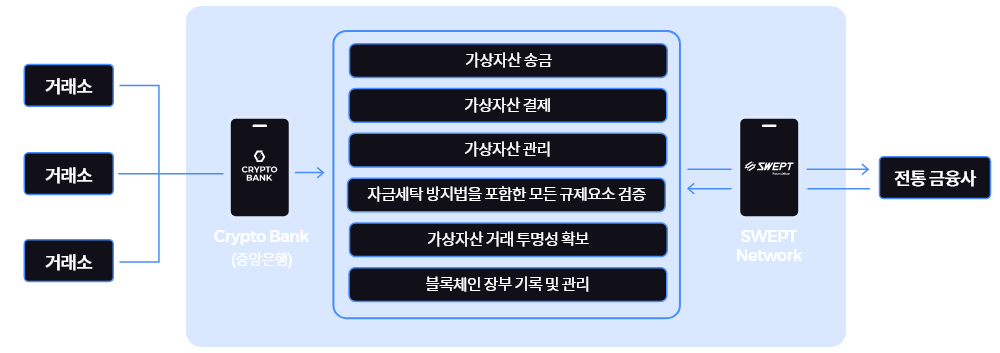 거래소
거래소
거래소
CRYPTO
BANK
Crypto Bank
(중앙은행)
가상자산 송금
가상자산 결제
가상자산 관리
자금세탁 방지법을 포함한 모든 규제요소 검증
가상자산 거래 투명성 확보
블록체인 장부 기록 및 관리
SWEPT
SWEPT
Network
전통 금융사